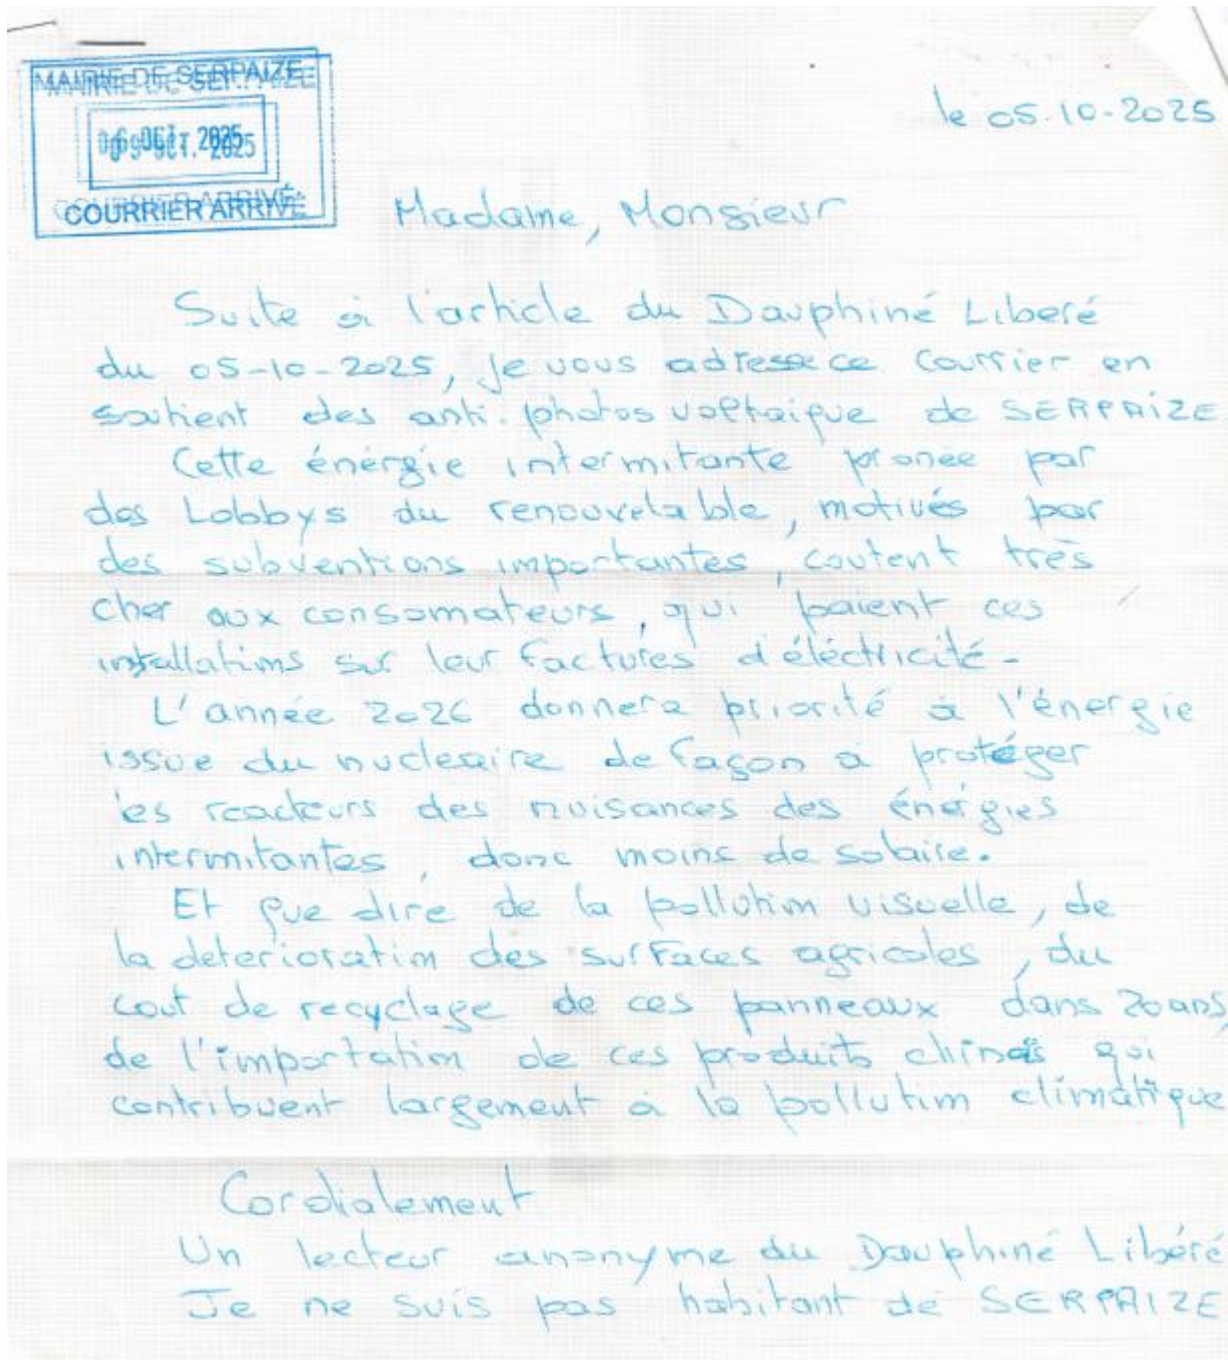 MAIRIE DE SERPAIZE
OCT. 2025
COURRIER ARRIVÉ
le 05.10-2025
Madame, Monsieur
Suite à l'article du Dauphiné Liberé
du 05-10-2025, je vous adresse ce courrier en
soutient des anti-photos voltaique de SERPAIZE
Cette énérgie intermitante pronee par
des Lobbys du renouvelable, motivés par
des subventions importantes, coutent très
cher aux consomateurs, qui paient ces
installations sur leur factures d'éléctricité-
L'année 2026 donnera priorité à l'énergie
issue du nucleaire de façon à protéger
les reacteurs des nuisances des énérgies
intermitantes, donc moins de solaire.
Et que dire de la pollution visuelle, de
la deterioration des surfaces agricoles, du
cout de recyclage de ces panneaux dans 20 ans,
de l'importation de ces produits chinois qui
contribuent largement à la pollution climatique
Cordialement
Un lecteur anonyme du Dauphiné Libéré
Je ne suis pas habitant de SERPAIZE